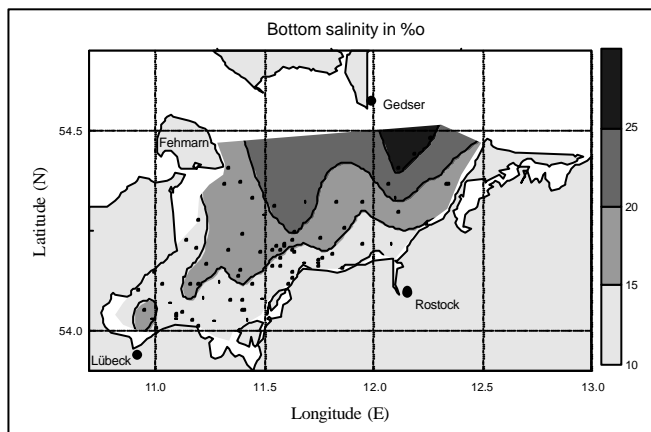 Bottom salinity in %o
Gedser
54.5
Fehmarn
25
Latitude (N)
20
15
Rostock
54.0
Lübeck
10
11.0 11.5 12.0 12.5 13.0
Longitude (E)